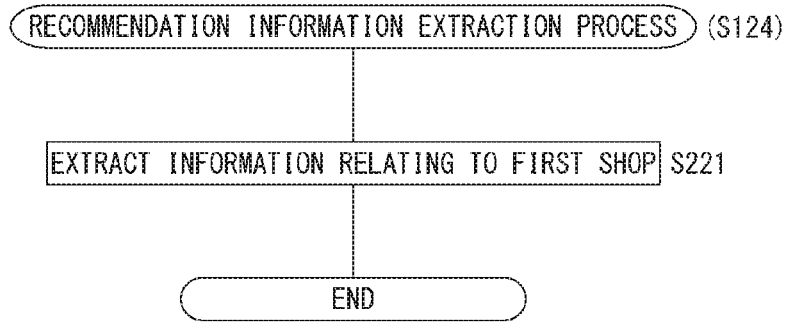 RECOMMENDATION INFORMATION EXTRACTION PROCESS (S124)
EXTRACT INFORMATION RELATING TO FIRST SHOP S221
END